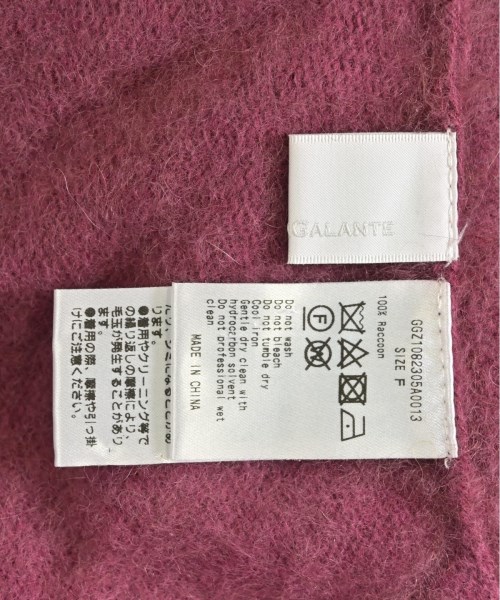 GALANTE
GGZ1082305A0013
SIZE F
100% Raccoon
Do not wash
Do not bleach
Do not tumble dry
Cool iron
Gentle dry clean with
hydrocarbon solvent
Do not professional wet
clean
MADE IN CHINA
ります。
●着用やクリーニング等で
の繰り返しの摩擦により、
毛玉が発生することがあり
ます。
●着用の際、摩擦や引っ掛
けにご注意ください。